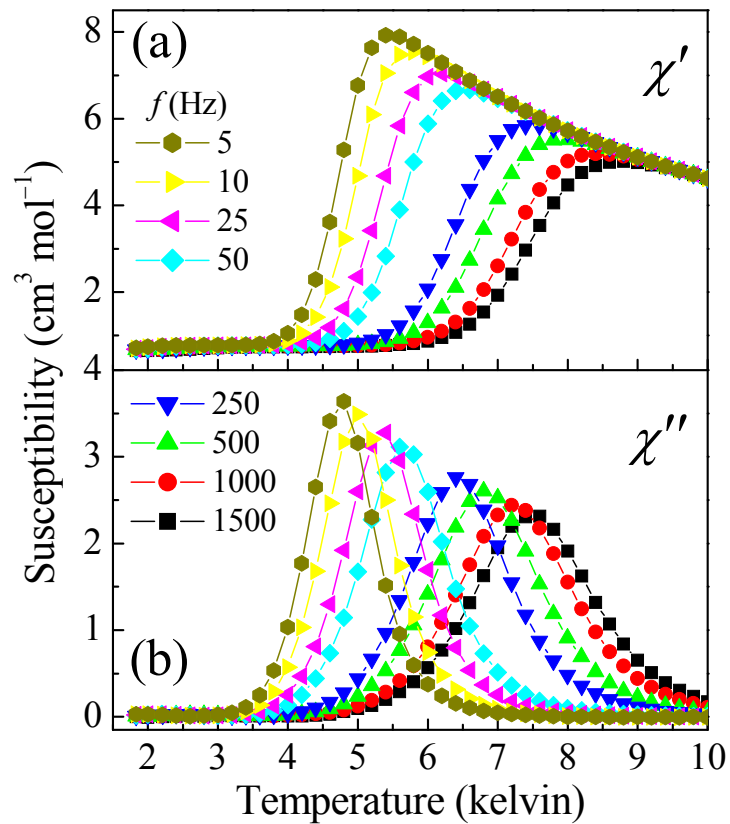 (a)
χ′
f (Hz)
5
10
25
50
8
6
4
2
Susceptibility (cm³ mol⁻¹)
4
3
2
1
0
250
500
1000
1500
χ″
(b)
2 3 4 5 6 7 8 9 10
Temperature (kelvin)